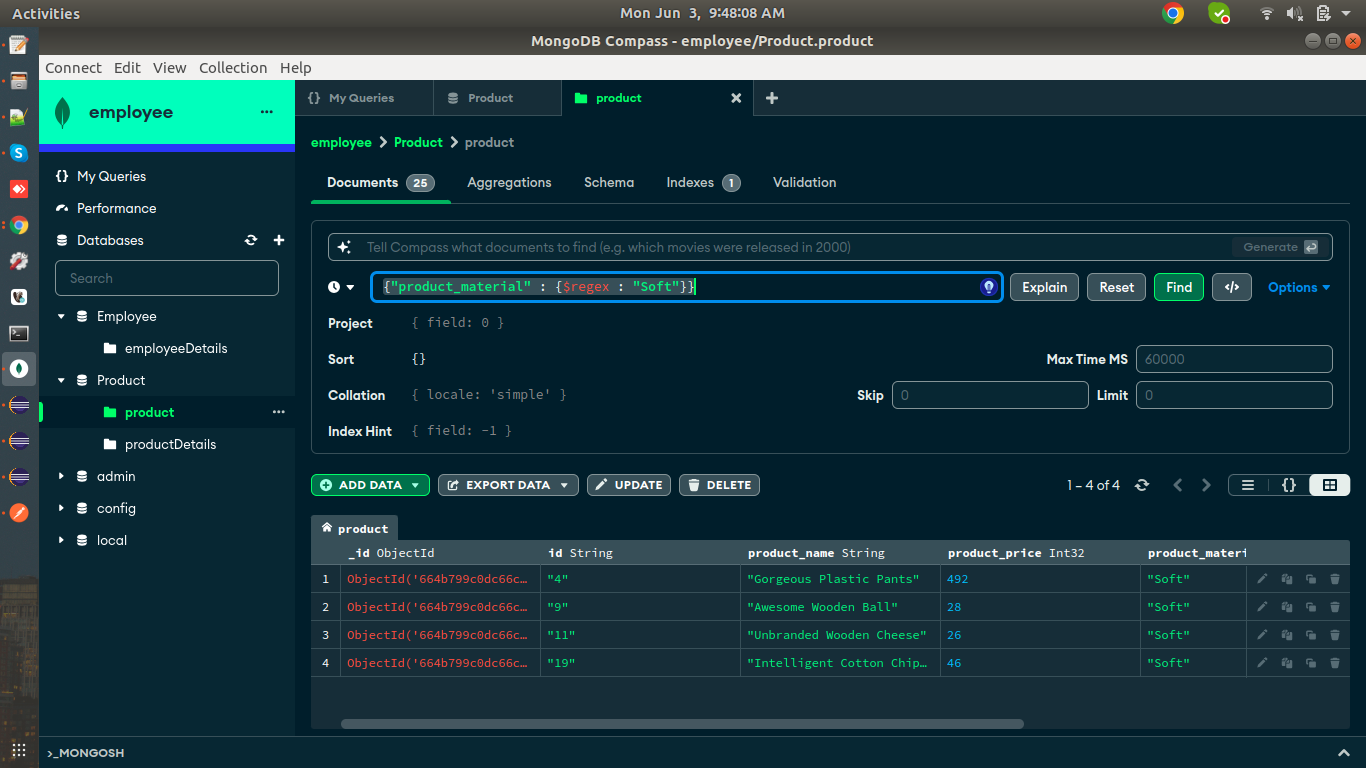 Activities
Mon Jun 3, 9:48:08 AM
MongoDB Compass - employee/Product.product
Connect Edit View Collection Help
employee
My Queries
Performance
Databases
Search
Employee
employeeDetails
Product
product
productDetails
admin
config
local
{} My Queries
Product
product
employee > Product > product
Documents 25
Aggregations
Schema
Indexes 1
Validation
Tell Compass what documents to find (e.g. which movies were released in 2000)
Generate
{"product_material" : {$regex : "Soft"}}
Explain
Reset
Find
</>
Options
Project { field: 0 }
Sort {}
Max Time MS 60000
Collation { locale: 'simple' }
Skip 0
Limit 0
Index Hint { field: -1 }
ADD DATA
EXPORT DATA
UPDATE
DELETE
1 – 4 of 4
{}
product
_id ObjectId id String product_name String product_price Int32 product_materi
1 ObjectId('664b799c0dc66c… "4" "Gorgeous Plastic Pants" 492 "Soft"
2 ObjectId('664b799c0dc66c… "9" "Awesome Wooden Ball" 28 "Soft"
3 ObjectId('664b799c0dc66c… "11" "Unbranded Wooden Cheese" 26 "Soft"
4 ObjectId('664b799c0dc66c… "19" "Intelligent Cotton Chip… 46 "Soft"
>_MONGOSH